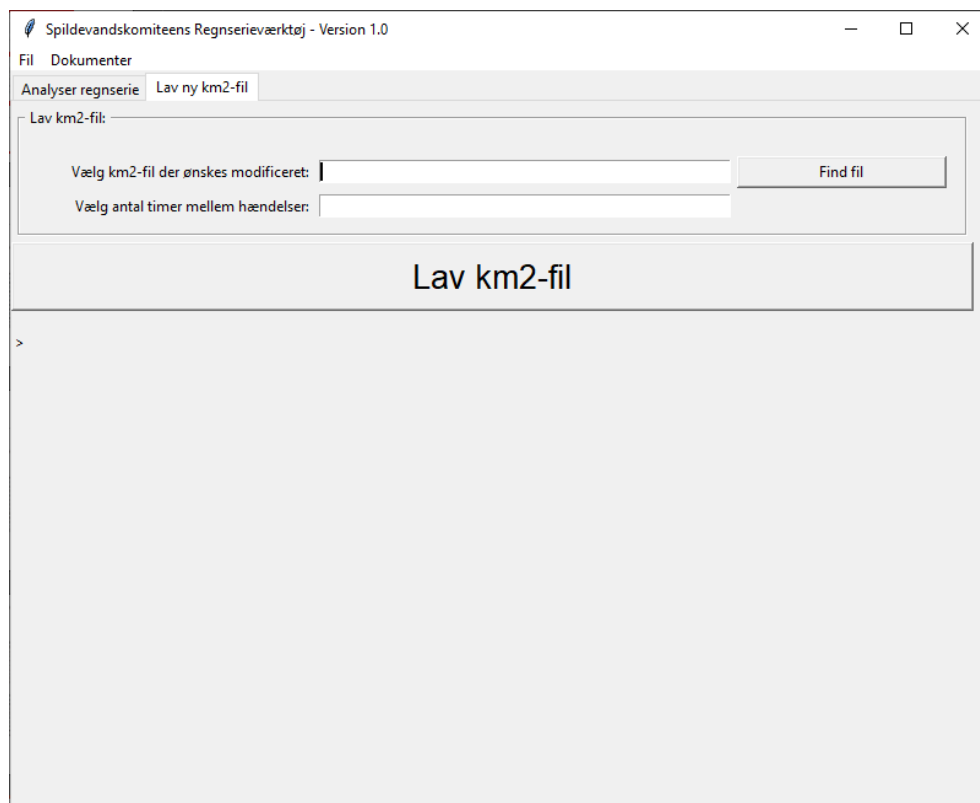 Spildevandskomiteens Regnserieværktøj - Version 1.0
Fil Dokumenter
Analyser regnserie Lav ny km2-fil
Lav km2-fil:
Vælg km2-fil der ønskes modificeret: Find fil
Vælg antal timer mellem hændelser:
Lav km2-fil
>